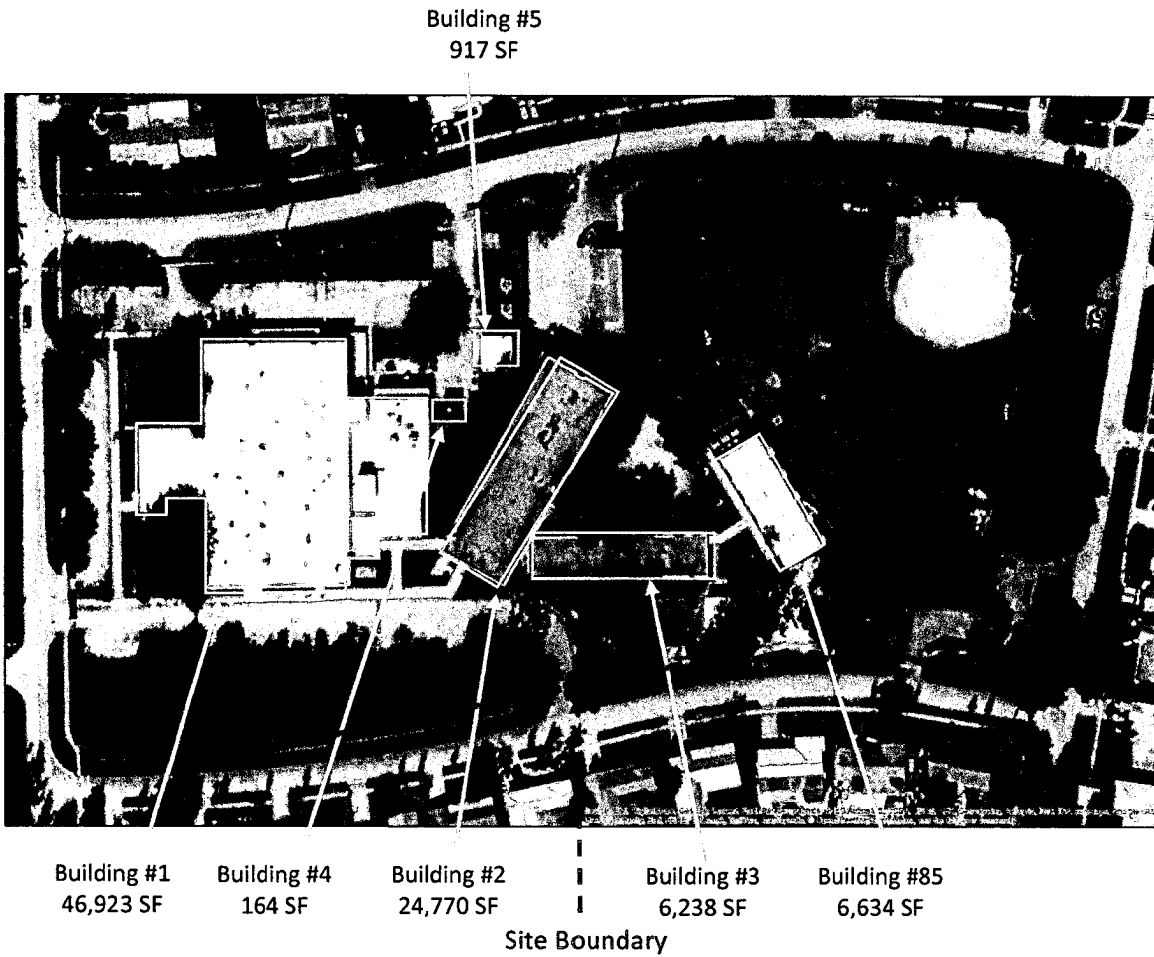 Building #5
917 SF
Building #1
46,923 SF
Building #4
164 SF
Building #2
24,770 SF
Building #3
6,238 SF
Building #85
6,634 SF
Site Boundary